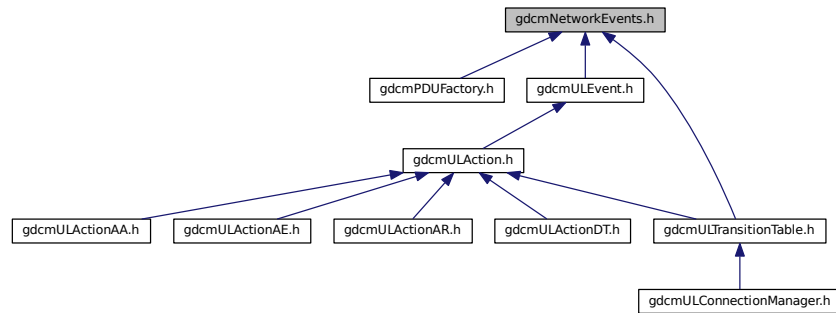 gdcmNetworkEvents.h
gdcmPDUFactory.h
gdcmULEvent.h
gdcmULAction.h
gdcmULActionAA.h
gdcmULActionAE.h
gdcmULActionAR.h
gdcmULActionDT.h
gdcmULTransitionTable.h
gdcmULConnectionManager.h